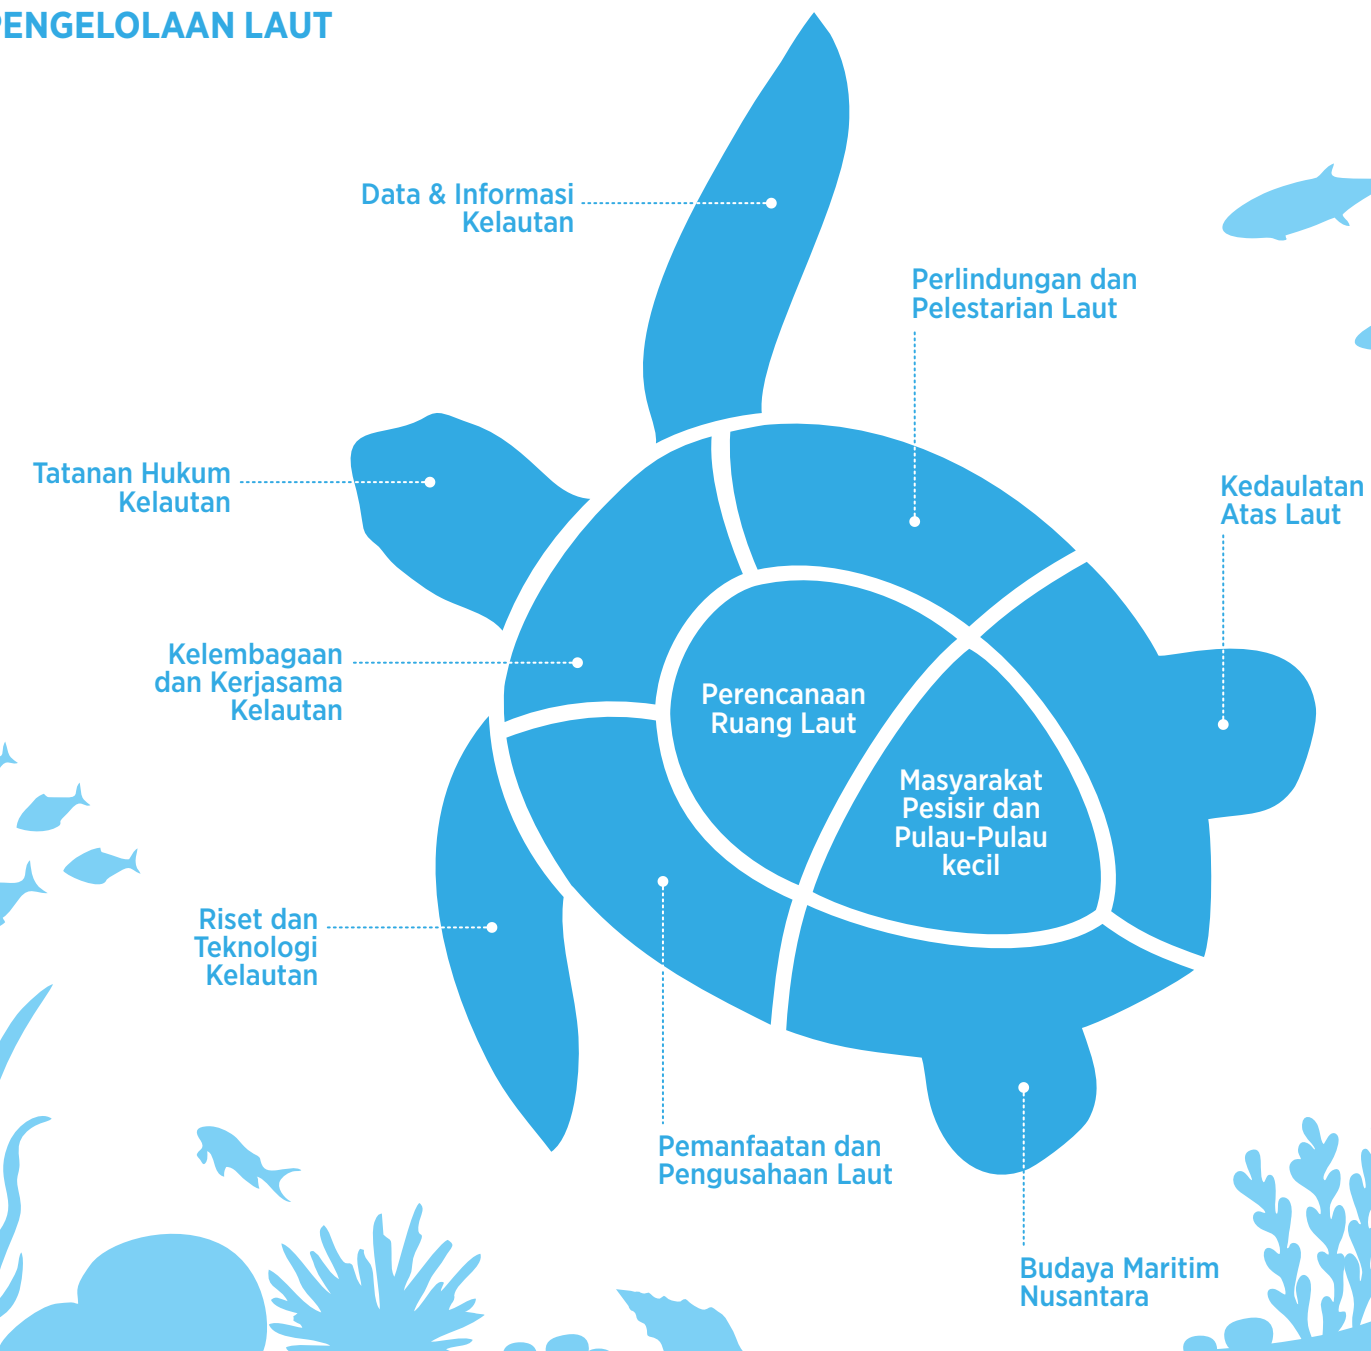 PENGELOLAAN LAUT
Data & Informasi
Kelautan
Perlindungan dan
Pelestarian Laut
Tatanan Hukum
Kelautan
Kedaulatan
Atas Laut
Kelembagaan
dan Kerjasama
Kelautan
Perencanaan
Ruang Laut
Masyarakat
Pesisir dan
Pulau-Pulau
kecil
Riset dan
Teknologi
Kelautan
Pemanfaatan dan
Pengusahaan Laut
Budaya Maritim
Nusantara